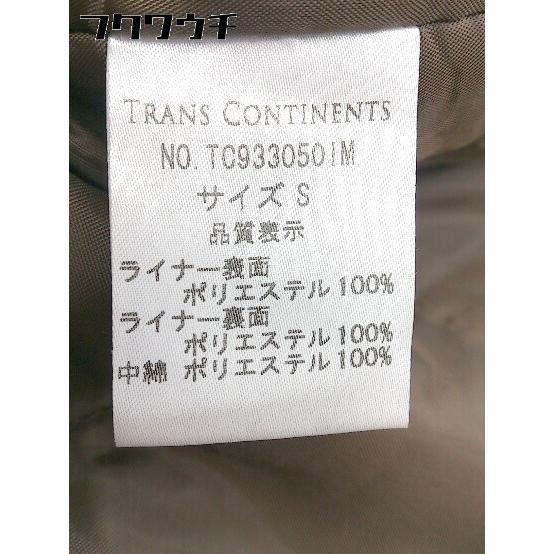 フクワウチ
TRANS CONTINENTS
NO. TC933050IM
サイズ S
品質表示
ライナー表面
ポリエステル 100%
ライナー裏面
ポリエステル 100%
中綿 ポリエステル 100%